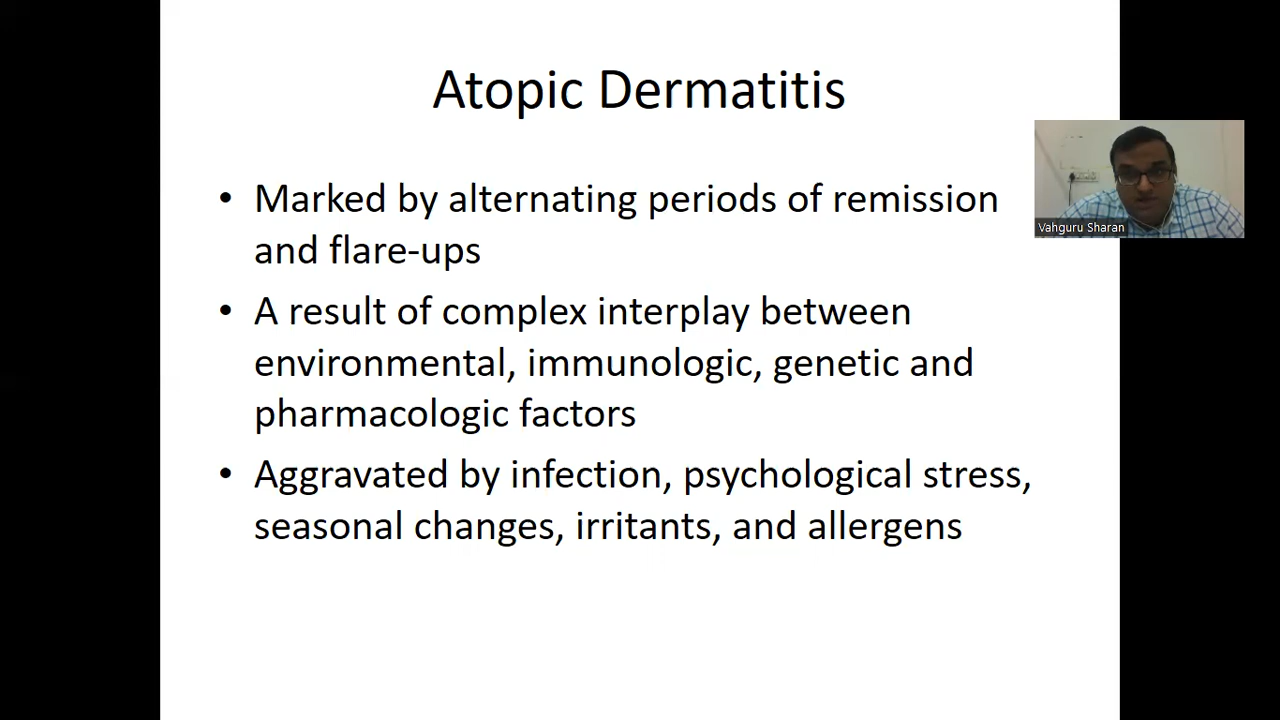 Atopic Dermatitis
• Marked by alternating periods of remission
and flare-ups
• A result of complex interplay between
environmental, immunologic, genetic and
pharmacologic factors
• Aggravated by infection, psychological stress,
seasonal changes, irritants, and allergens
Vahguru Sharan